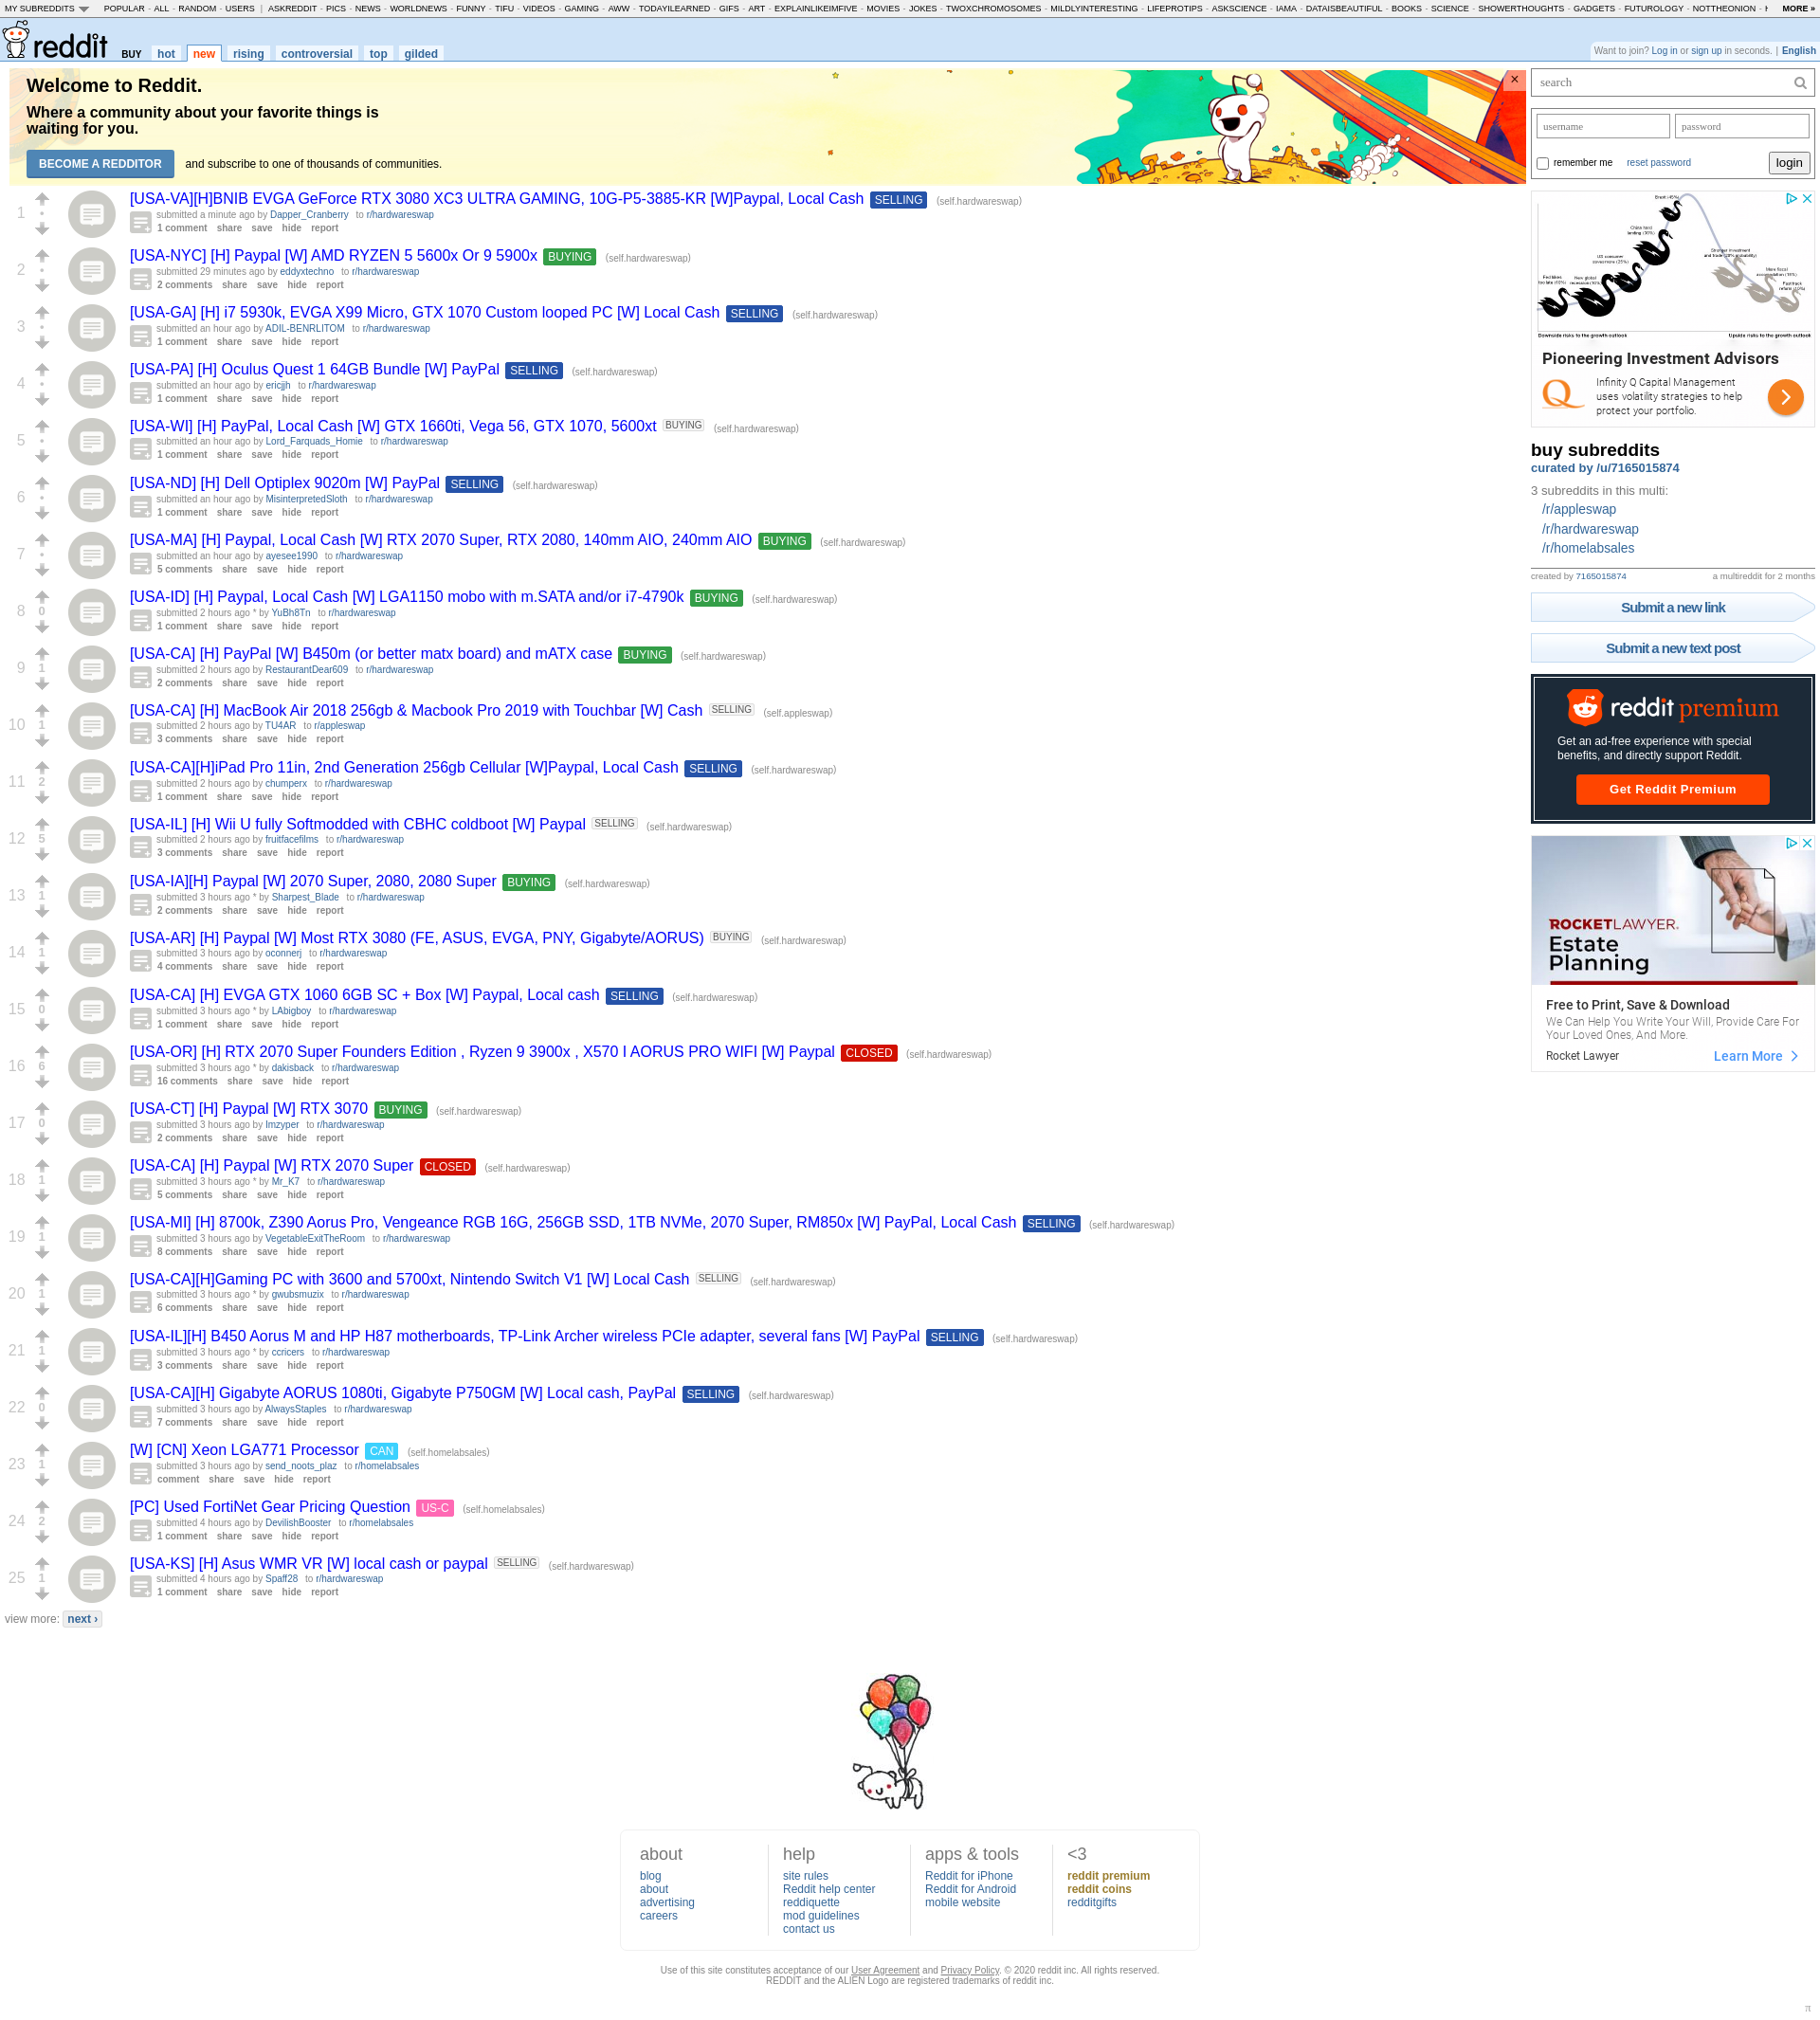 MY SUBREDDITS POPULAR - ALL - RANDOM - USERS | ASKREDDIT - PICS - NEWS - WORLDNEWS - FUNNY - TIFU - VIDEOS - GAMING - AWW - TODAYILEARNED - GIFS - ART - EXPLAINLIKEIMFIVE - MOVIES - JOKES - TWOXCHROMOSOMES - MILDLYINTERESTING - LIFEPROTIPS - ASKSCIENCE - IAMA - DATAISBEAUTIFUL - BOOKS - SCIENCE - SHOWERTHOUGHTS - GADGETS - FUTUROLOGY - NOTTHEONION - MORE »
reddit BUY hot new rising controversial top gilded
Want to join? Log in or sign up in seconds. | English
Welcome to Reddit.
Where a community about your favorite things is
waiting for you.
BECOME A REDDITOR and subscribe to one of thousands of communities.
1
[USA-VA][H]BNIB EVGA GeForce RTX 3080 XC3 ULTRA GAMING, 10G-P5-3885-KR [W]Paypal, Local Cash SELLING (self.hardwareswap)
submitted a minute ago by Dapper_Cranberry to r/hardwareswap
1 comment share save hide report
2
[USA-NYC] [H] Paypal [W] AMD RYZEN 5 5600x Or 9 5900x BUYING (self.hardwareswap)
submitted 29 minutes ago by eddyxtechno to r/hardwareswap
2 comments share save hide report
3
[USA-GA] [H] i7 5930k, EVGA X99 Micro, GTX 1070 Custom looped PC [W] Local Cash SELLING (self.hardwareswap)
submitted an hour ago by ADIL-BENRLITOM to r/hardwareswap
1 comment share save hide report
4
[USA-PA] [H] Oculus Quest 1 64GB Bundle [W] PayPal SELLING (self.hardwareswap)
submitted an hour ago by ericjjh to r/hardwareswap
1 comment share save hide report
5
[USA-WI] [H] PayPal, Local Cash [W] GTX 1660ti, Vega 56, GTX 1070, 5600xt BUYING (self.hardwareswap)
submitted an hour ago by Lord_Farquads_Homie to r/hardwareswap
1 comment share save hide report
6
[USA-ND] [H] Dell Optiplex 9020m [W] PayPal SELLING (self.hardwareswap)
submitted an hour ago by MisinterpretedSloth to r/hardwareswap
1 comment share save hide report
7
[USA-MA] [H] Paypal, Local Cash [W] RTX 2070 Super, RTX 2080, 140mm AIO, 240mm AIO BUYING (self.hardwareswap)
submitted an hour ago by ayesee1990 to r/hardwareswap
5 comments share save hide report
8 0
[USA-ID] [H] Paypal, Local Cash [W] LGA1150 mobo with m.SATA and/or i7-4790k BUYING (self.hardwareswap)
submitted 2 hours ago * by YuBh8Tn to r/hardwareswap
1 comment share save hide report
9 1
[USA-CA] [H] PayPal [W] B450m (or better matx board) and mATX case BUYING (self.hardwareswap)
submitted 2 hours ago by RestaurantDear609 to r/hardwareswap
2 comments share save hide report
10 1
[USA-CA] [H] MacBook Air 2018 256gb & Macbook Pro 2019 with Touchbar [W] Cash SELLING (self.appleswap)
submitted 2 hours ago by TU4AR to r/appleswap
3 comments share save hide report
11 2
[USA-CA][H]iPad Pro 11in, 2nd Generation 256gb Cellular [W]Paypal, Local Cash SELLING (self.hardwareswap)
submitted 2 hours ago by chumperx to r/hardwareswap
1 comment share save hide report
12 5
[USA-IL] [H] Wii U fully Softmodded with CBHC coldboot [W] Paypal SELLING (self.hardwareswap)
submitted 2 hours ago by fruitfacefilms to r/hardwareswap
3 comments share save hide report
13 1
[USA-IA][H] Paypal [W] 2070 Super, 2080, 2080 Super BUYING (self.hardwareswap)
submitted 3 hours ago * by Sharpest_Blade to r/hardwareswap
2 comments share save hide report
14 1
[USA-AR] [H] Paypal [W] Most RTX 3080 (FE, ASUS, EVGA, PNY, Gigabyte/AORUS) BUYING (self.hardwareswap)
submitted 3 hours ago by oconnerj to r/hardwareswap
4 comments share save hide report
15 0
[USA-CA] [H] EVGA GTX 1060 6GB SC + Box [W] Paypal, Local cash SELLING (self.hardwareswap)
submitted 3 hours ago * by LAbigboy to r/hardwareswap
1 comment share save hide report
16 6
[USA-OR] [H] RTX 2070 Super Founders Edition , Ryzen 9 3900x , X570 I AORUS PRO WIFI [W] Paypal CLOSED (self.hardwareswap)
submitted 3 hours ago * by dakisback to r/hardwareswap
16 comments share save hide report
17 0
[USA-CT] [H] Paypal [W] RTX 3070 BUYING (self.hardwareswap)
submitted 3 hours ago by Imzyper to r/hardwareswap
2 comments share save hide report
18 1
[USA-CA] [H] Paypal [W] RTX 2070 Super CLOSED (self.hardwareswap)
submitted 3 hours ago * by Mr_K7 to r/hardwareswap
5 comments share save hide report
19 1
[USA-MI] [H] 8700k, Z390 Aorus Pro, Vengeance RGB 16G, 256GB SSD, 1TB NVMe, 2070 Super, RM850x [W] PayPal, Local Cash SELLING (self.hardwareswap)
submitted 3 hours ago by VegetableExitTheRoom to r/hardwareswap
8 comments share save hide report
20 1
[USA-CA][H]Gaming PC with 3600 and 5700xt, Nintendo Switch V1 [W] Local Cash SELLING (self.hardwareswap)
submitted 3 hours ago * by gwubsmuzix to r/hardwareswap
6 comments share save hide report
21 1
[USA-IL][H] B450 Aorus M and HP H87 motherboards, TP-Link Archer wireless PCIe adapter, several fans [W] PayPal SELLING (self.hardwareswap)
submitted 3 hours ago * by ccricers to r/hardwareswap
3 comments share save hide report
22 0
[USA-CA][H] Gigabyte AORUS 1080ti, Gigabyte P750GM [W] Local cash, PayPal SELLING (self.hardwareswap)
submitted 3 hours ago by AlwaysStaples to r/hardwareswap
7 comments share save hide report
23 1
[W] [CN] Xeon LGA771 Processor CAN (self.homelabsales)
submitted 3 hours ago by send_noots_plaz to r/homelabsales
comment share save hide report
24 2
[PC] Used FortiNet Gear Pricing Question US-C (self.homelabsales)
submitted 4 hours ago by DevilishBooster to r/homelabsales
1 comment share save hide report
25 1
[USA-KS] [H] Asus WMR VR [W] local cash or paypal SELLING (self.hardwareswap)
submitted 4 hours ago by Spaff28 to r/hardwareswap
1 comment share save hide report
view more: next ›
search
username password
remember me reset password login
Downside risks to the growth outlook Upside risks to the growth outlook
Pioneering Investment Advisors
Infinity Q Capital Management
uses volatility strategies to help
protect your portfolio.
buy subreddits
curated by /u/7165015874
3 subreddits in this multi:
/r/appleswap
/r/hardwareswap
/r/homelabsales
created by 7165015874 a multireddit for 2 months
Submit a new link
Submit a new text post
reddit premium
Get an ad-free experience with special
benefits, and directly support Reddit.
Get Reddit Premium
ROCKETLAWYER.
Estate
Planning
Free to Print, Save & Download
We Can Help You Write Your Will, Provide Care For
Your Loved Ones, And More.
Rocket Lawyer Learn More
about
blog
about
advertising
careers
help
site rules
Reddit help center
reddiquette
mod guidelines
contact us
apps & tools
Reddit for iPhone
Reddit for Android
mobile website
<3
reddit premium
reddit coins
redditgifts
Use of this site constitutes acceptance of our User Agreement and Privacy Policy. © 2020 reddit inc. All rights reserved.
REDDIT and the ALIEN Logo are registered trademarks of reddit inc.
π